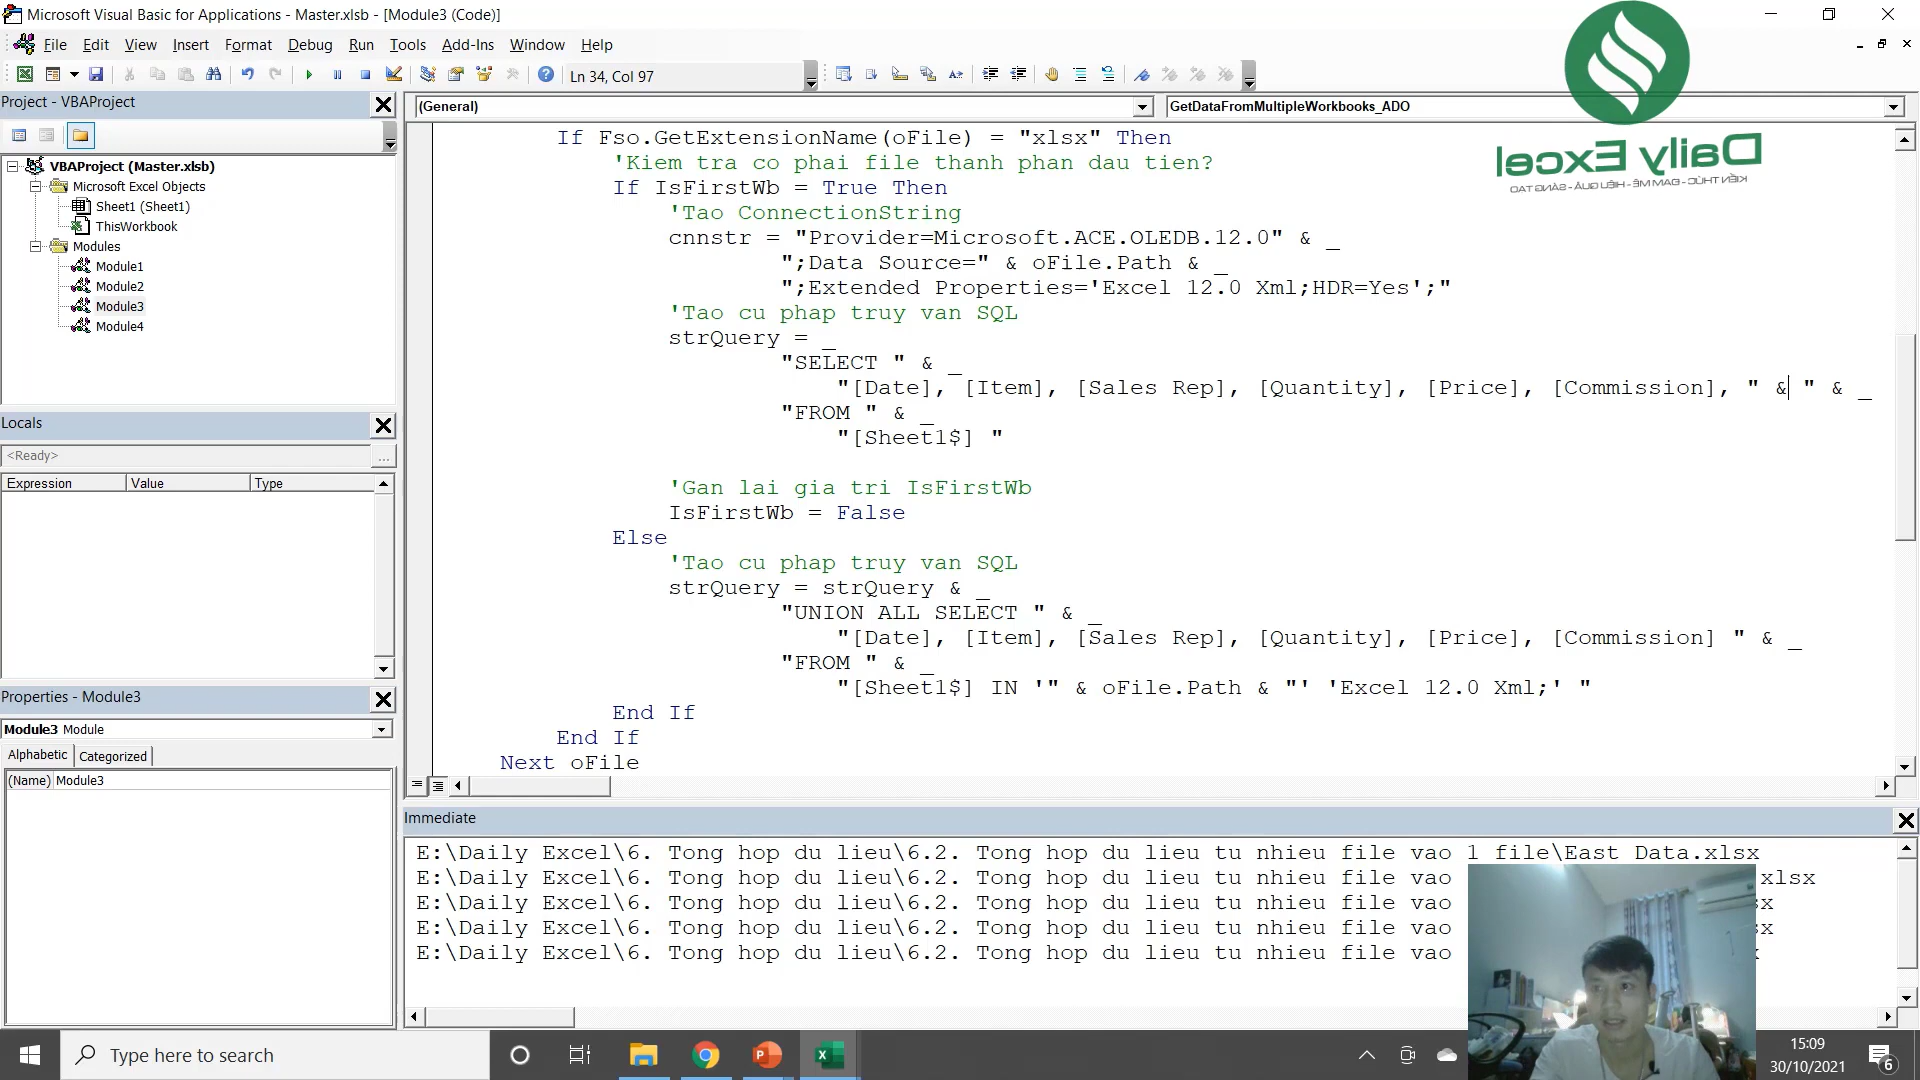 Microsoft Visual Basic for Applications - Master.xlsb - [Module3 (Code)]
File Edit View Insert Format Debug Run Tools Add-Ins Window Help
Ln 34, Col 97
Project - VBAProject
(General)
GetDataFromMultipleWorkbooks_ADO
Daily Excel
KIẾN THỨC - ĐAM MÊ - HIỆU QUẢ - SÁNG TẠO
VBAProject (Master.xlsb)
Microsoft Excel Objects
Sheet1 (Sheet1)
ThisWorkbook
Modules
Module1
Module2
Module3
Module4
If Fso.GetExtensionName(oFile) = "xlsx" Then
'Kiem tra co phai file thanh phan dau tien?
If IsFirstWb = True Then
'Tao ConnectionString
cnnstr = "Provider=Microsoft.ACE.OLEDB.12.0" & _
";Data Source=" & oFile.Path & _
";Extended Properties='Excel 12.0 Xml;HDR=Yes';"
'Tao cu phap truy van SQL
strQuery = _
"SELECT " & _
"[Date], [Item], [Sales Rep], [Quantity], [Price], [Commission], " & " & _
"FROM " & _
"[Sheet1$] "
'Gan lai gia tri IsFirstWb
IsFirstWb = False
Else
'Tao cu phap truy van SQL
strQuery = strQuery & _
"UNION ALL SELECT " & _
"[Date], [Item], [Sales Rep], [Quantity], [Price], [Commission] " & _
"FROM " & _
"[Sheet1$] IN '" & oFile.Path & "' 'Excel 12.0 Xml;' "
End If
End If
Next oFile
Locals
<Ready>
...
Expression Value Type
Properties - Module3
Module3 Module
Alphabetic Categorized
(Name) Module3
Immediate
E:\Daily Excel\6. Tong hop du lieu\6.2. Tong hop du lieu tu nhieu file vao 1 file\East Data.xlsx
E:\Daily Excel\6. Tong hop du lieu\6.2. Tong hop du lieu tu nhieu file vao xlsx
E:\Daily Excel\6. Tong hop du lieu\6.2. Tong hop du lieu tu nhieu file vao
E:\Daily Excel\6. Tong hop du lieu\6.2. Tong hop du lieu tu nhieu file vao
E:\Daily Excel\6. Tong hop du lieu\6.2. Tong hop du lieu tu nhieu file vao
Type here to search
15:09
30/10/2021
6